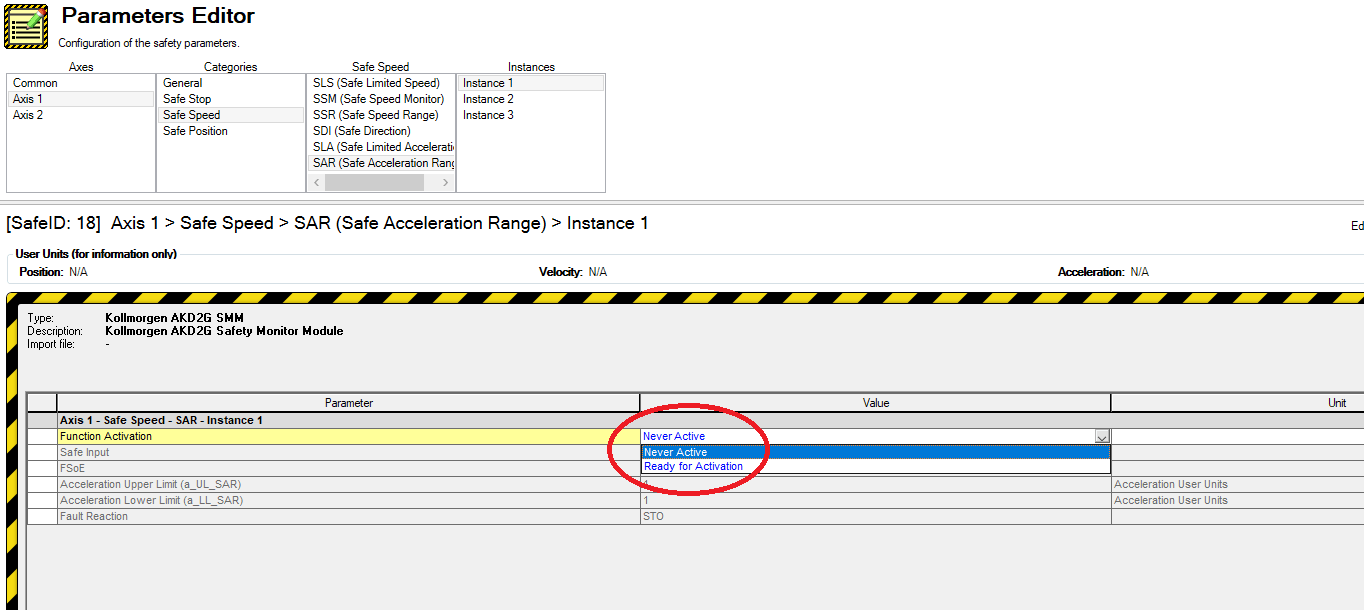 Parameters Editor
Configuration of the safety parameters.
Axes Categories Safe Speed Instances
Common General SLS (Safe Limited Speed) Instance 1
Axis 1 Safe Stop SSM (Safe Speed Monitor) Instance 2
Axis 2 Safe Speed SSR (Safe Speed Range) Instance 3
Safe Position SDI (Safe Direction)
SLA (Safe Limited Accelerati
SAR (Safe Acceleration Rang
[SafeID: 18] Axis 1 > Safe Speed > SAR (Safe Acceleration Range) > Instance 1
Ed
User Units (for information only)
Position: N/A Velocity: N/A Acceleration: N/A
Type: Kollmorgen AKD2G SMM
Description: Kollmorgen AKD2G Safety Monitor Module
Import file: -
Parameter Value Unit
Axis 1 - Safe Speed - SAR - Instance 1
Function Activation Never Active
Safe Input Never Active
FSoE Ready for Activation
Acceleration Upper Limit (a_UL_SAR) 1 Acceleration User Units
Acceleration Lower Limit (a_LL_SAR) 1 Acceleration User Units
Fault Reaction STO